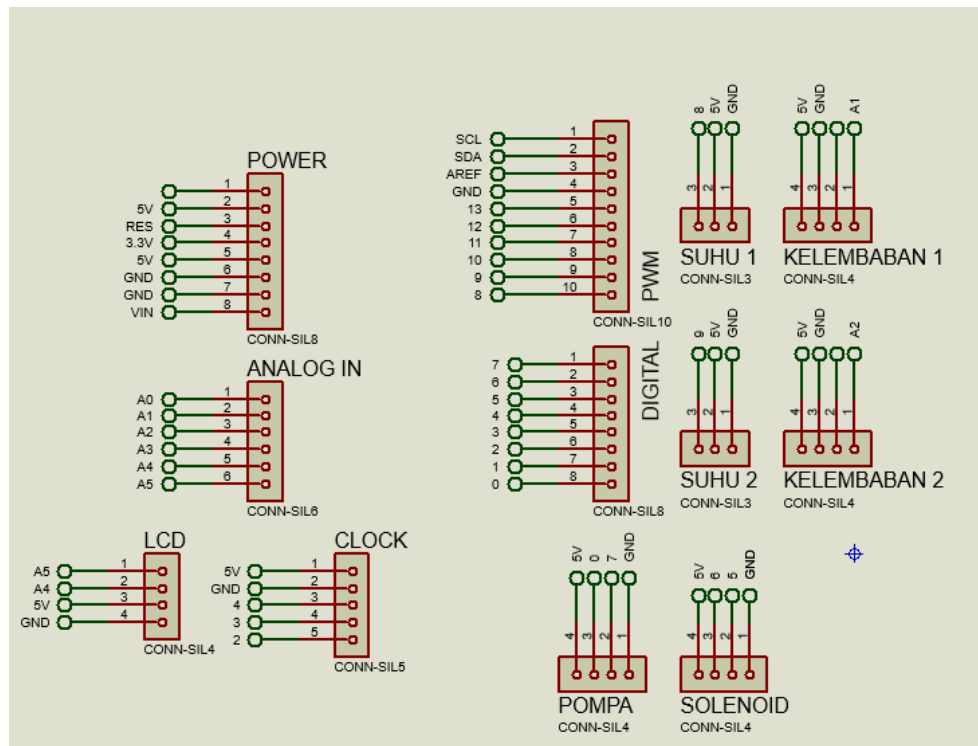 POWER
1
5V 2
RES 3
3.3V 4
5V 5
GND 6
GND 7
VIN 8
CONN-SIL8
ANALOG IN
A0 1
A1 2
A2 3
A3 4
A4 5
A5 6
CONN-SIL6
LCD
A5 1
A4 2
5V 3
GND 4
CONN-SIL4
CLOCK
5V 1
GND 2
4 3
3 4
2 5
CONN-SIL5
SCL 1
SDA 2
AREF 3
GND 4
13 5
12 6
11 7
10 8
9 9
8 10
PWM
CONN-SIL10
7 1
6 2
5 3
4 4
3 5
2 6
1 7
0 8
DIGITAL
CONN-SIL8
8 5V GND
3 2 1
SUHU 1
CONN-SIL3
5V GND A1
4 3 2 1
KELEMBABAN 1
CONN-SIL4
9 5V GND
3 2 1
SUHU 2
CONN-SIL3
5V GND A2
4 3 2 1
KELEMBABAN 2
CONN-SIL4
5V 0 7 GND
4 3 2 1
POMPA
CONN-SIL4
5V 6 5 GND
4 3 2 1
SOLENOID
CONN-SIL4